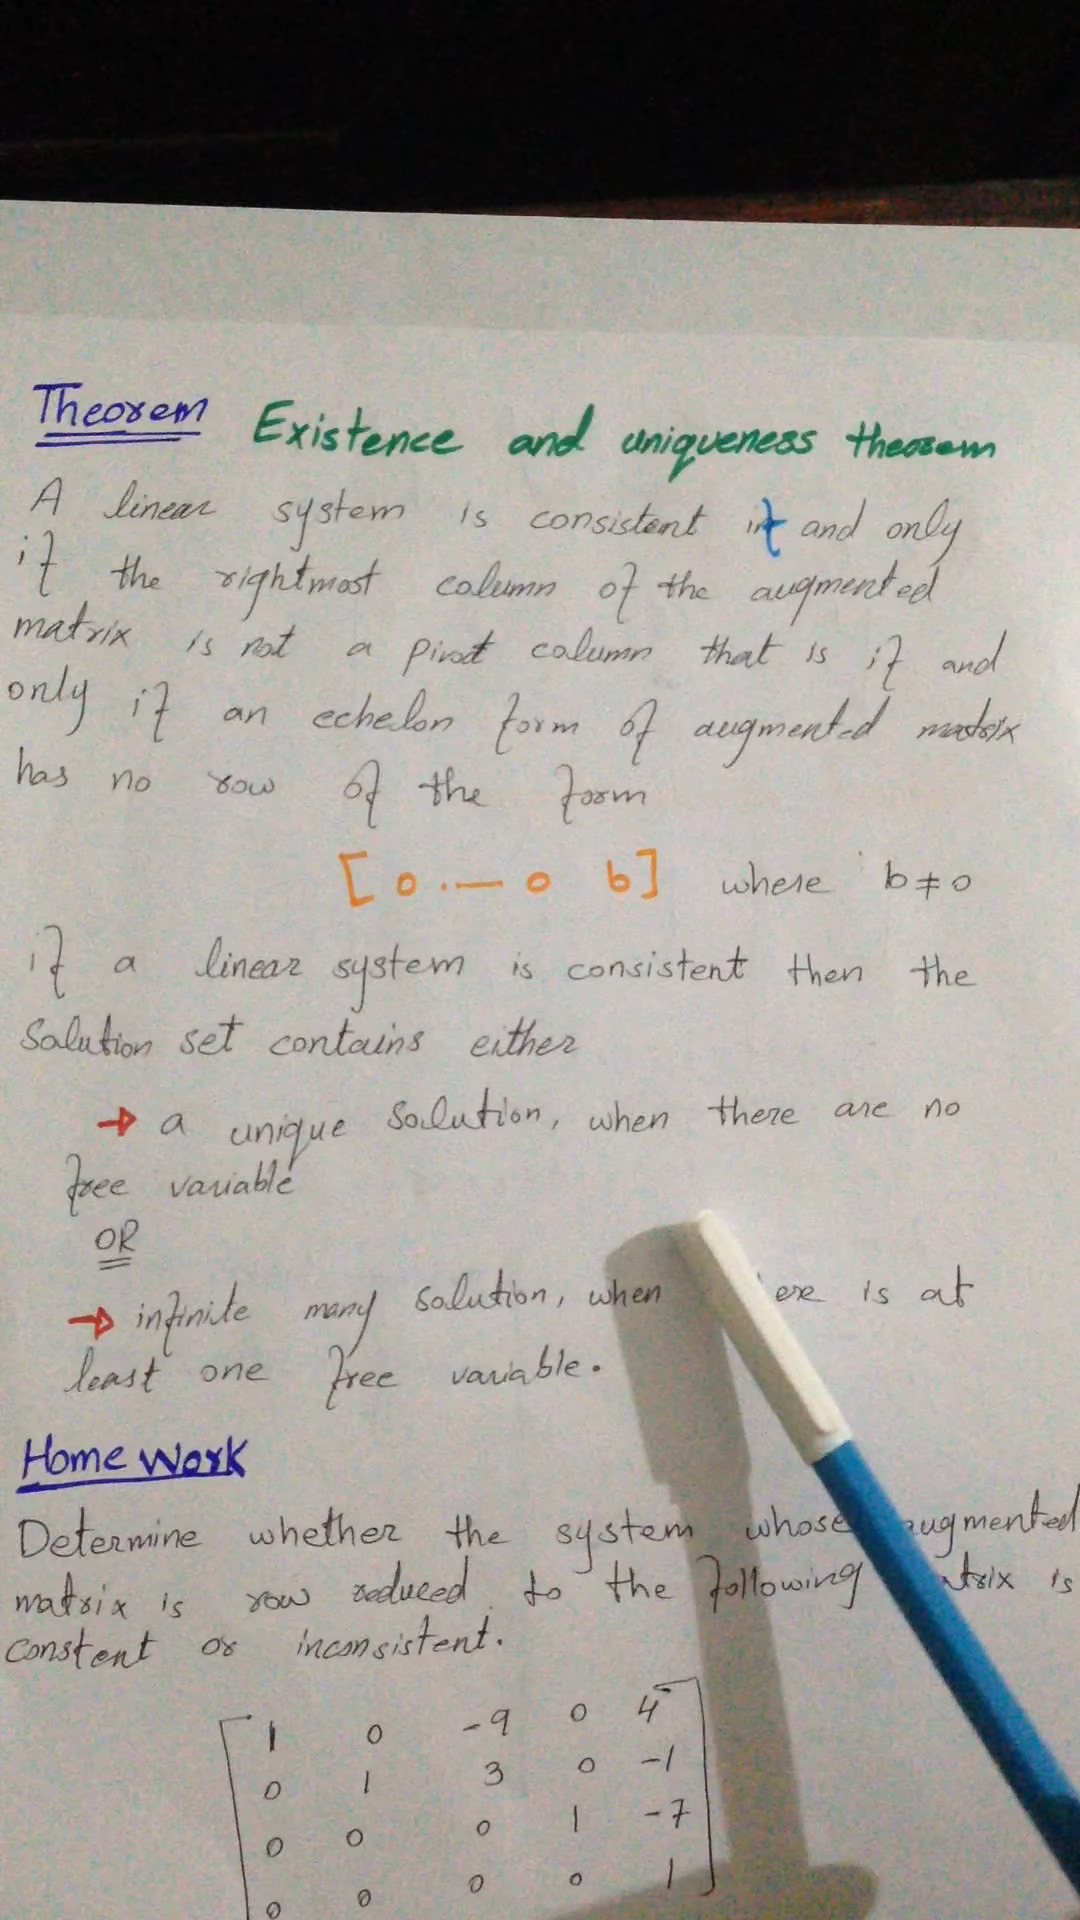 Theorem Existence and uniqueness theorem
A linear system is consistent if and only
if the rightmost column of the augmented
matrix is not a pivot column that is if and
only if an echelon form of augmented matrix
has no row of the form
[0 .— 0 b] where b ≠ 0
if a linear system is consistent then the
Solution set contains either
→ a unique solution, when there are no
free variable
OR
→ infinite many solution, when ere is at
least one free variable.
Home Work
Determine whether the system whose augmented
matrix is row reduced to the following atrix is
constent or inconsistent.
1 0 -9 0 4
0 1 3 0 -1
0 0 0 1 -7
0 0 0 0 1